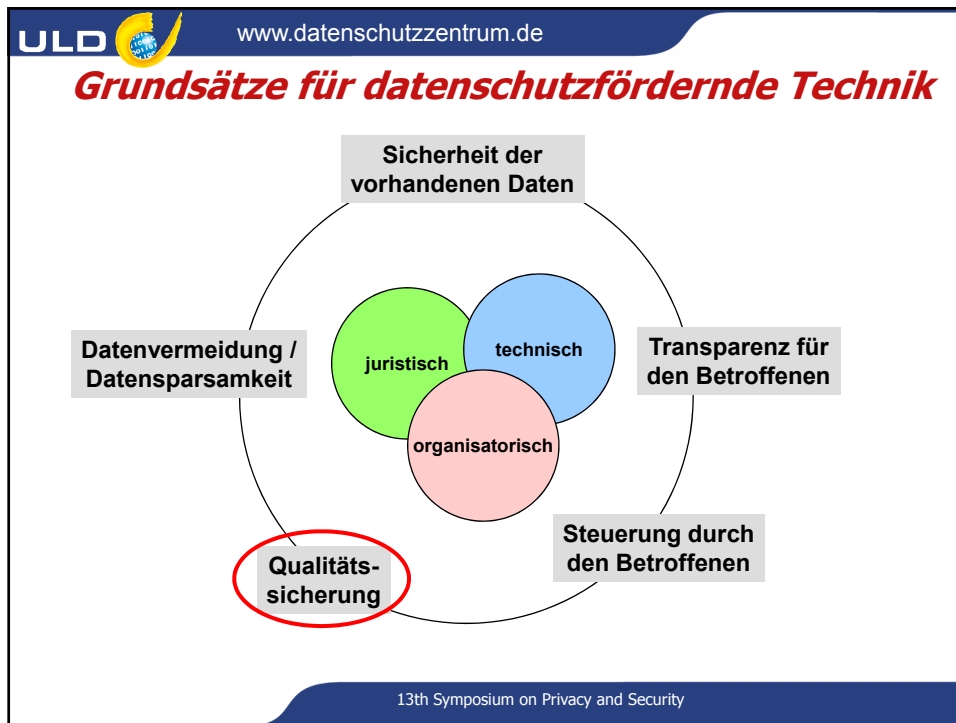 ULD
www.datenschutzzentrum.de
Grundsätze für datenschutzfördernde Technik
Sicherheit der
vorhandenen Daten
Datenvermeidung /
Datensparsamkeit
juristisch
technisch
Transparenz für
den Betroffenen
organisatorisch
Steuerung durch
den Betroffenen
Qualitäts-
sicherung
13th Symposium on Privacy and Security